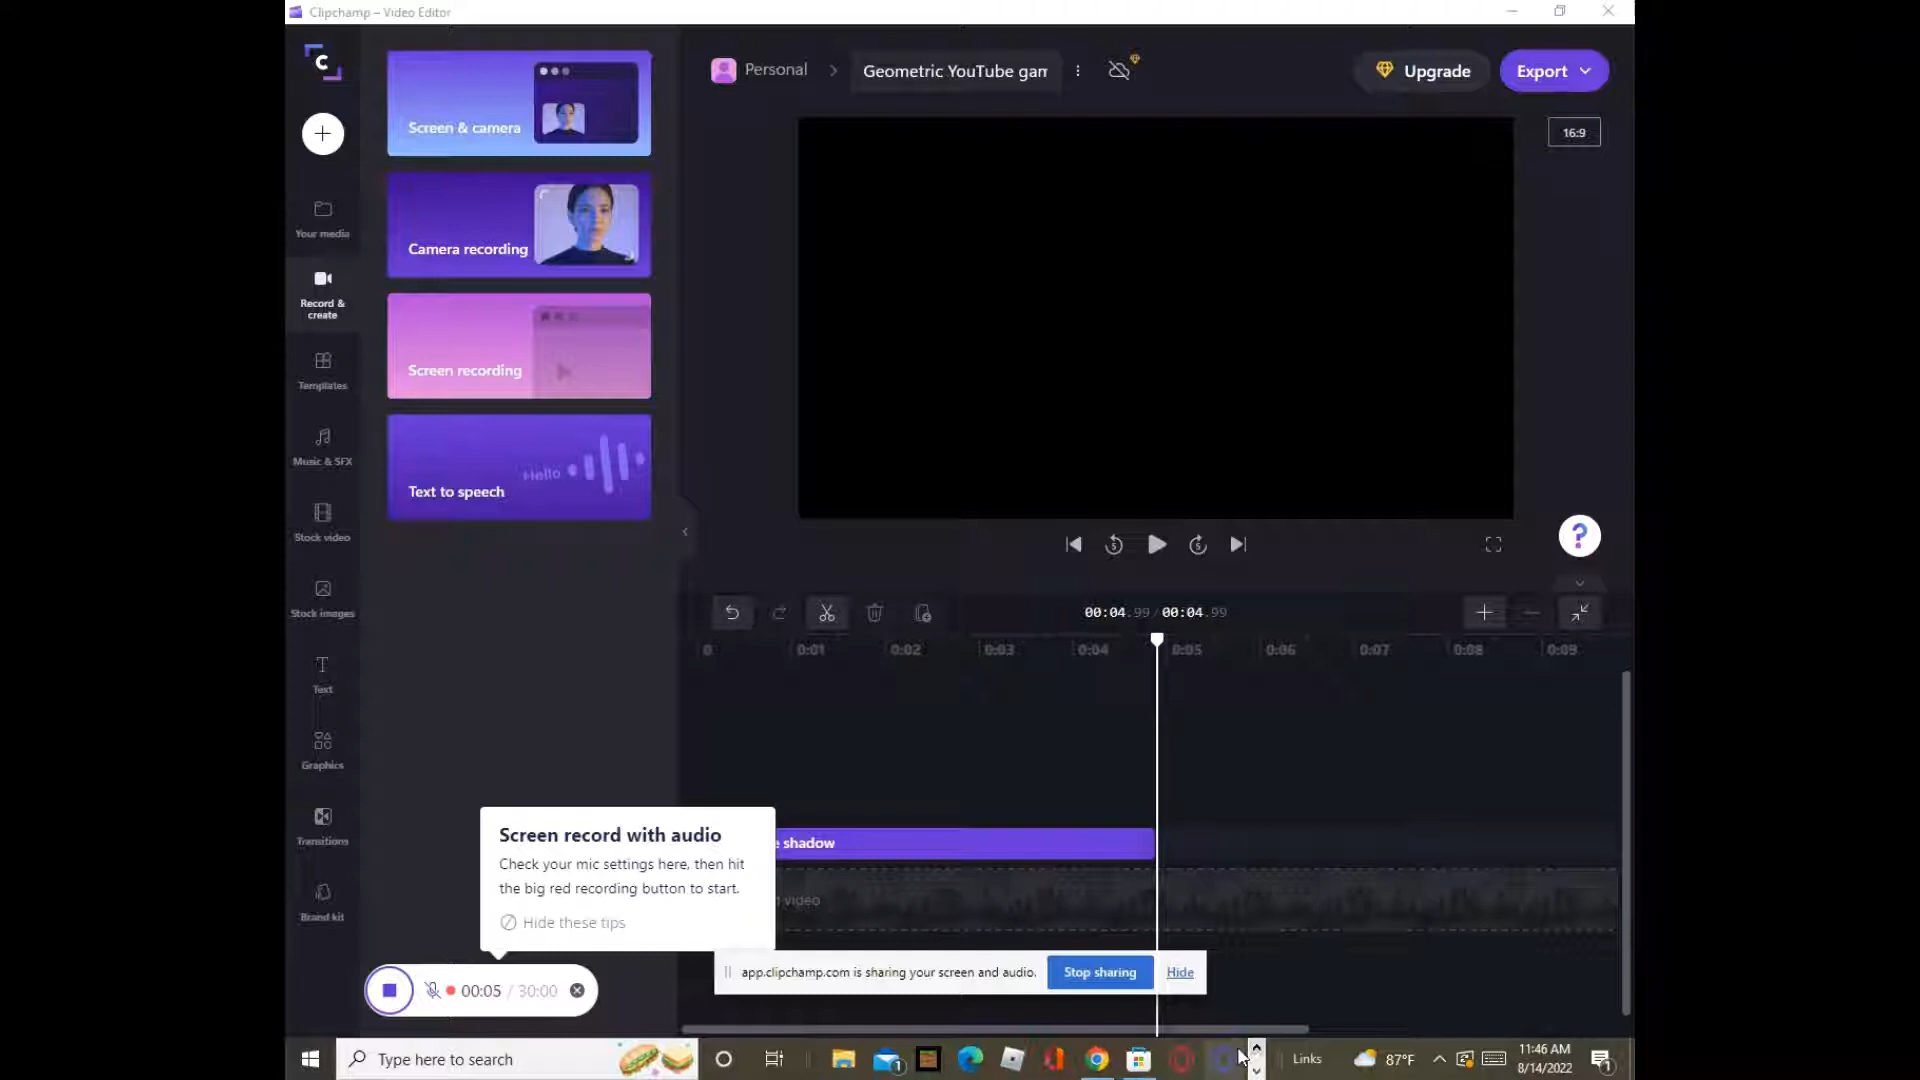 Clipchamp – Video Editor
C
Your media
Record &
create
Templates
Music & SFX
Stock video
Stock images
Text
Graphics
Transitions
Brand kit
Screen & camera
Camera recording
Screen recording
Hello
Text to speech
Personal
Geometric YouTube gam
Upgrade
Export
16:9
5
5
?
00:04.99 / 00:04.99
0
0:01
0:02
0:03
0:04
0:05
0:06
0:07
0:08
0:09
shadow
video
Screen record with audio
Check your mic settings here, then hit
the big red recording button to start.
Hide these tips
00:05 / 30:00
app.clipchamp.com is sharing your screen and audio.
Stop sharing
Hide
Type here to search
1
Links
87°F
11:46 AM
8/14/2022
1